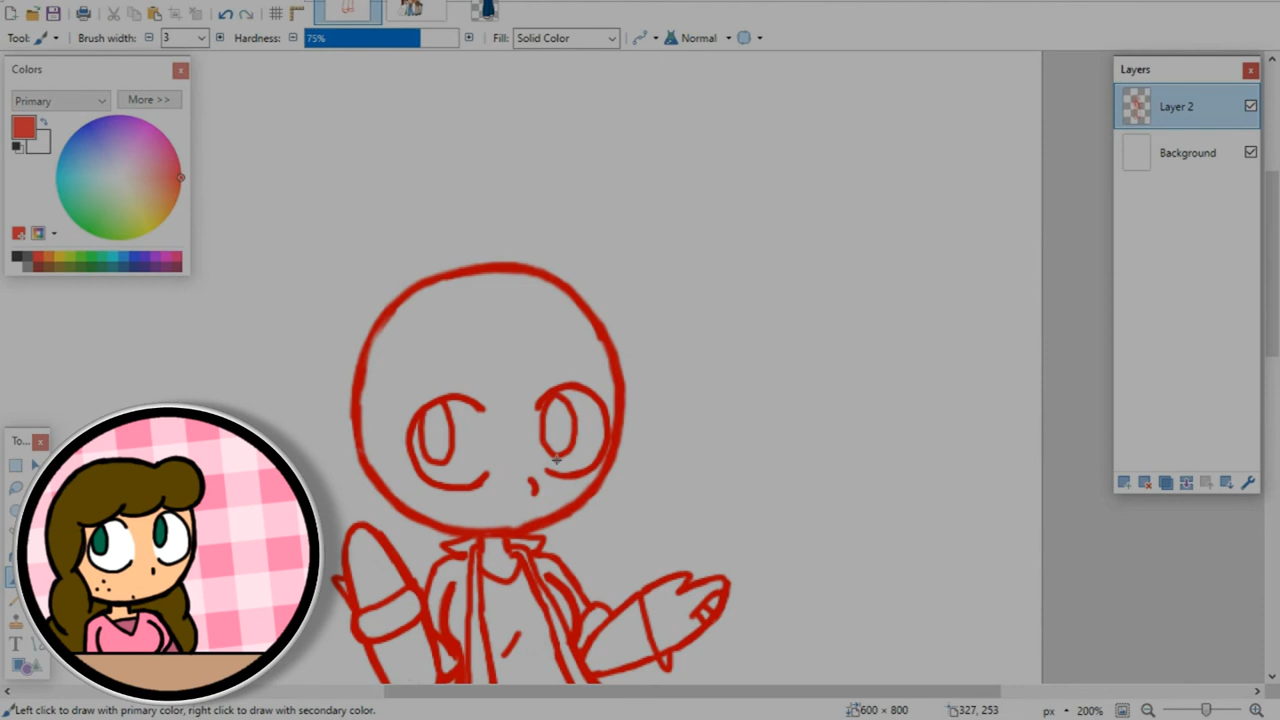 Tool: Brush width: 3 Hardness: 75% Fill: Solid Color Normal
Colors
Primary More >>
Layers
Layer 2
Background
To...
T
Left click to draw with primary color, right click to draw with secondary color.
600 × 800 327, 253 px 200%